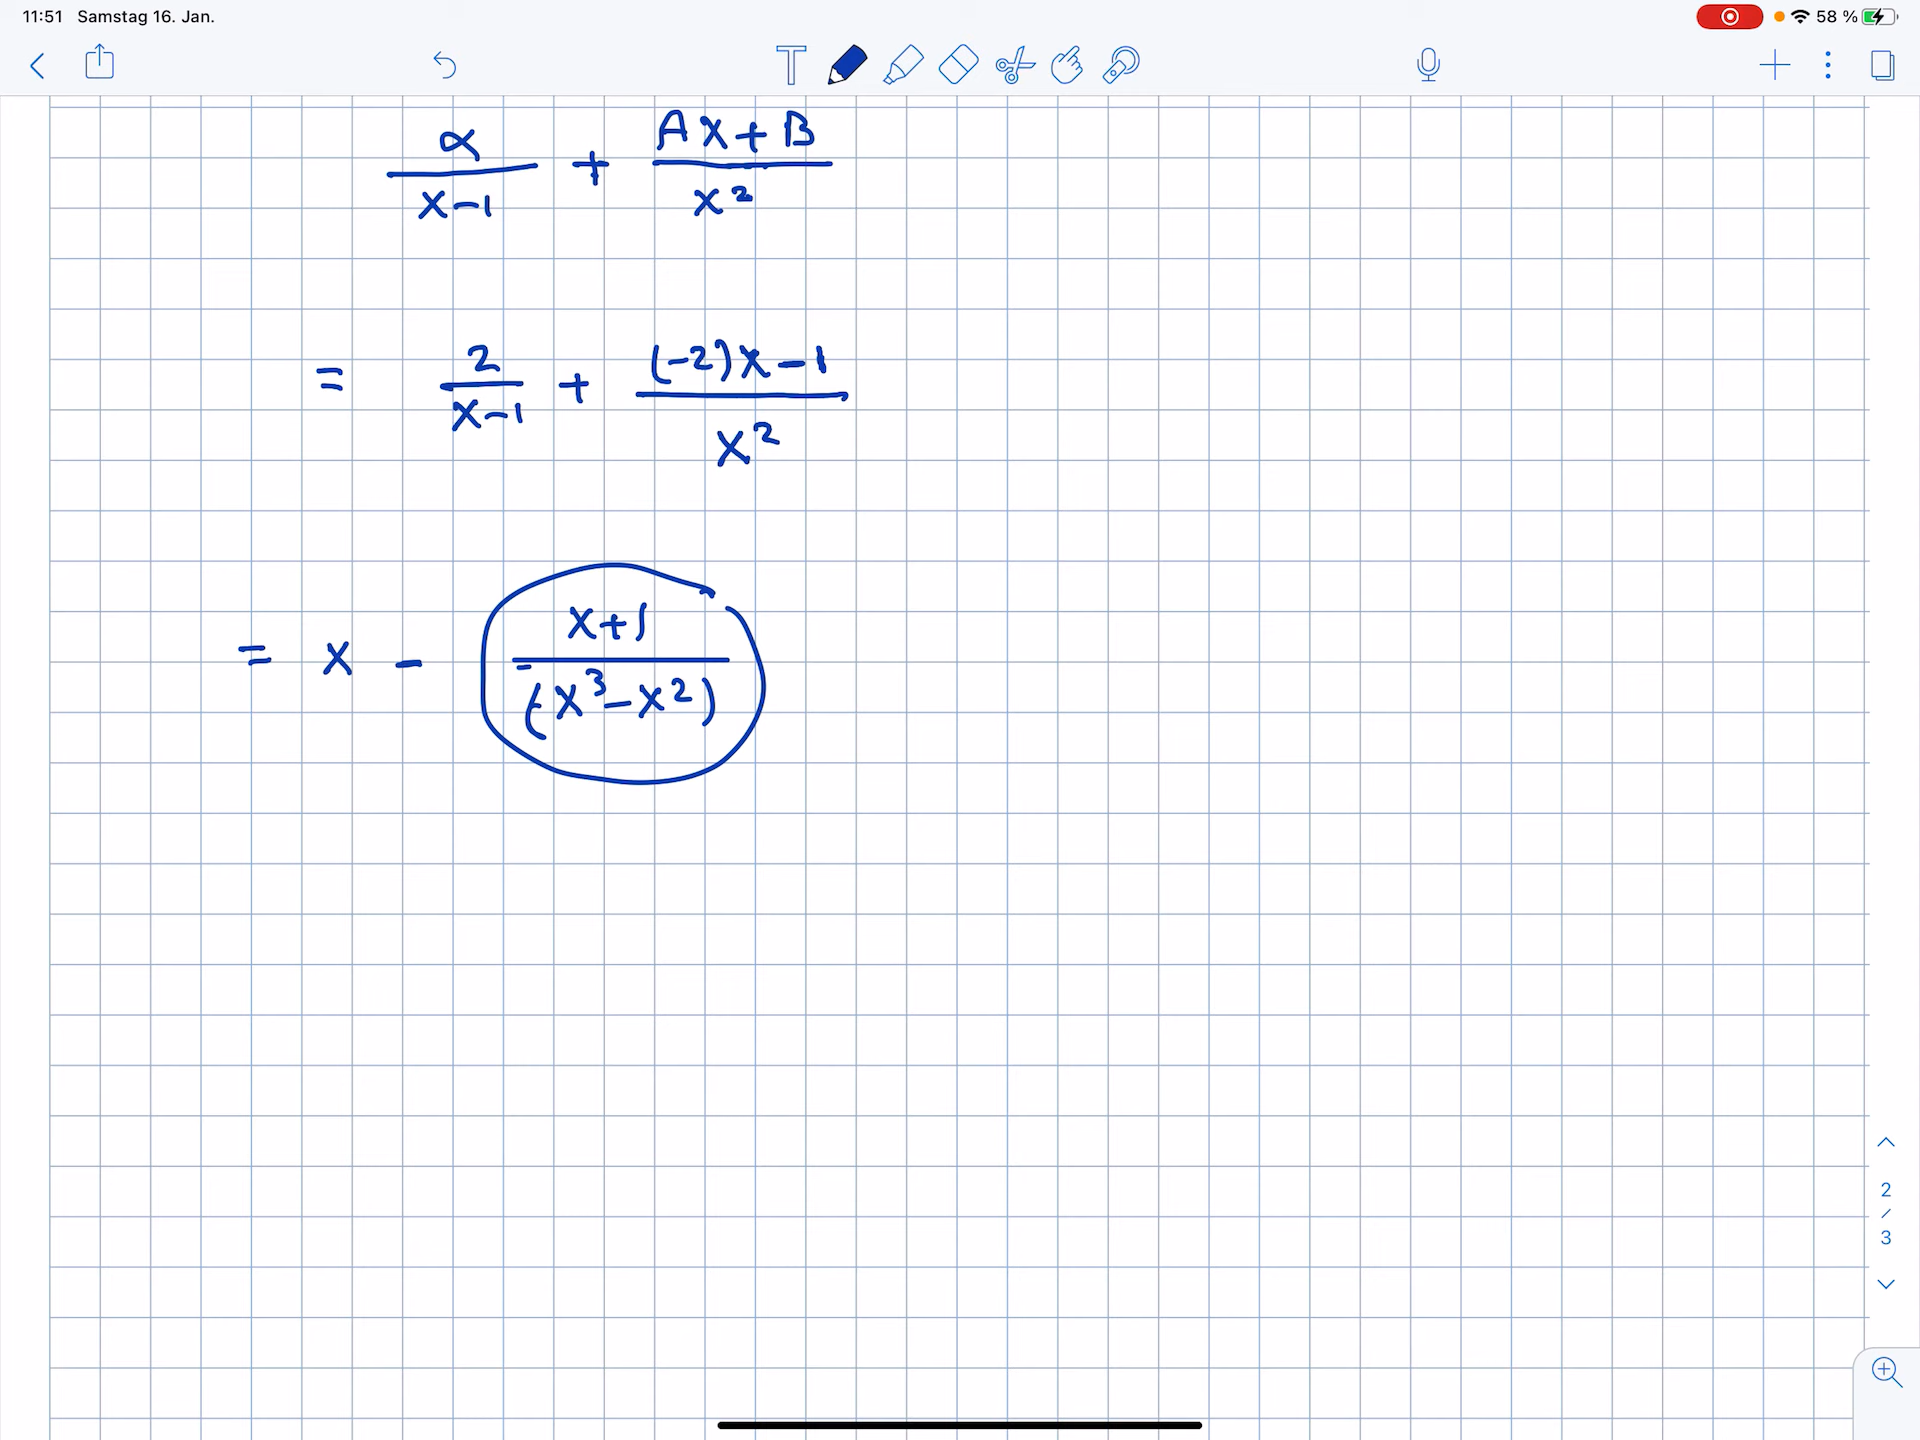 11:51 Samstag 16. Jan. 58 %
T
α/(x-1) + (Ax+B)/x²
= 2/(x-1) + ((-2)x-1)/x²
= x - (x+1)/(x³-x²)
2
/
3